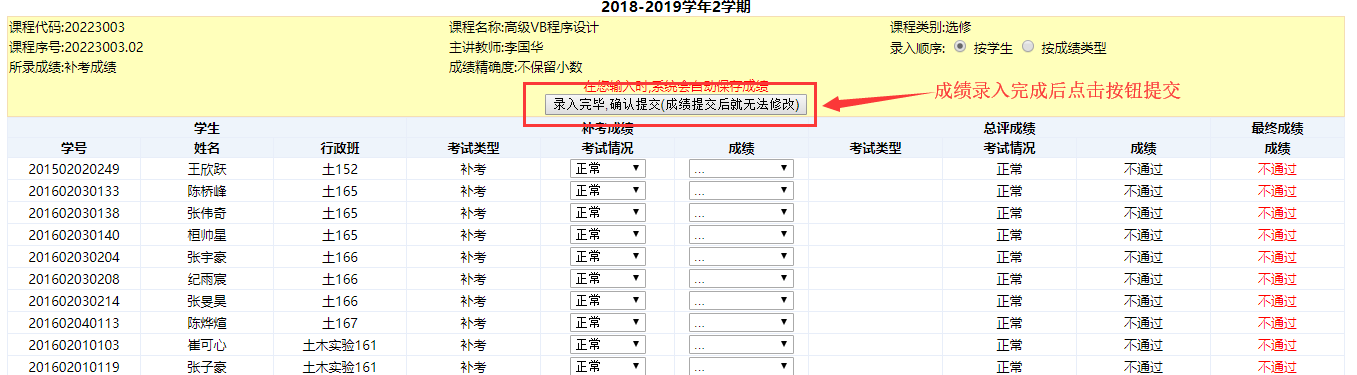 2018-2019学年2学期
课程代码:20223003 课程名称:高级VB程序设计 课程类别:选修
课程序号:20223003.02 主讲教师:李国华 录入顺序: 按学生 按成绩类型
所录成绩:补考成绩 成绩精确度:不保留小数
在您输入时,系统会自动保存成绩
录入完毕,确认提交(成绩提交后就无法修改) 成绩录入完成后点击按钮提交
学生 补考成绩 总评成绩 最终成绩
学号 姓名 行政班 考试类型 考试情况 成绩 考试类型 考试情况 成绩 成绩
201502020249 王欣跃 土152 补考 正常 ... 正常 不通过 不通过
201602030133 陈桥峰 土165 补考 正常 ... 正常 不通过 不通过
201602030138 张伟奇 土165 补考 正常 ... 正常 不通过 不通过
201602030140 桓帅星 土165 补考 正常 ... 正常 不通过 不通过
201602030204 张宇豪 土166 补考 正常 ... 正常 不通过 不通过
201602030208 纪雨宸 土166 补考 正常 ... 正常 不通过 不通过
201602030214 张旻昊 土166 补考 正常 ... 正常 不通过 不通过
201602040113 陈烨煊 土167 补考 正常 ... 正常 不通过 不通过
201602010103 崔可心 土木实验161 补考 正常 ... 正常 不通过 不通过
201602010119 张子豪 土木实验161 补考 正常 ... 正常 不通过 不通过